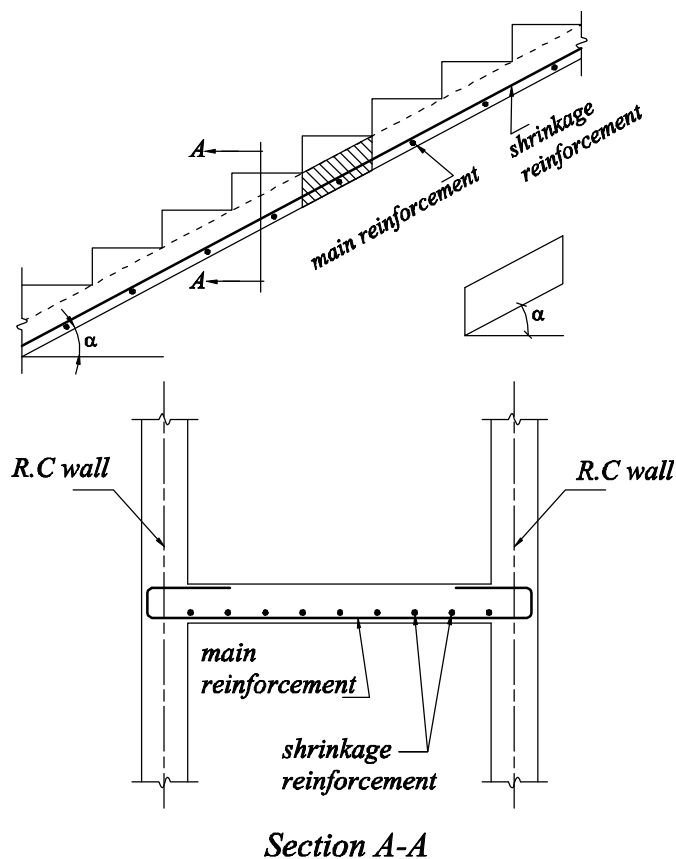 A
shrinkage
reinforcement
main reinforcement
A
α
α
R.C wall
R.C wall
main
reinforcement
shrinkage
reinforcement
Section A-A